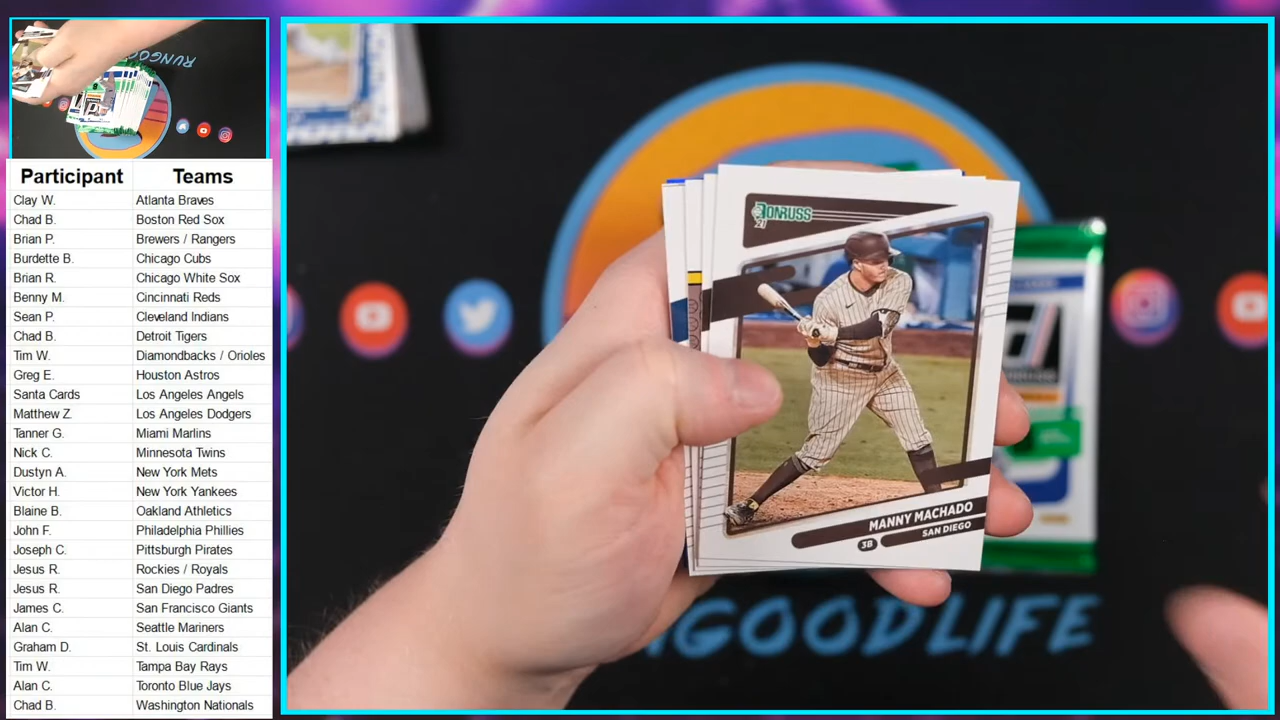 RUNGOODLIFE
Participant Teams
Clay W. Atlanta Braves
Chad B. Boston Red Sox
Brian P. Brewers / Rangers
Burdette B. Chicago Cubs
Brian R. Chicago White Sox
Benny M. Cincinnati Reds
Sean P. Cleveland Indians
Chad B. Detroit Tigers
Tim W. Diamondbacks / Orioles
Greg E. Houston Astros
Santa Cards Los Angeles Angels
Matthew Z. Los Angeles Dodgers
Tanner G. Miami Marlins
Nick C. Minnesota Twins
Dustyn A. New York Mets
Victor H. New York Yankees
Blaine B. Oakland Athletics
John F. Philadelphia Phillies
Joseph C. Pittsburgh Pirates
Jesus R. Rockies / Royals
Jesus R. San Diego Padres
James C. San Francisco Giants
Alan C. Seattle Mariners
Graham D. St. Louis Cardinals
Tim W. Tampa Bay Rays
Alan C. Toronto Blue Jays
Chad B. Washington Nationals
DONRUSS
21
MANNY MACHADO
3B SAN DIEGO
NGOODLIFE